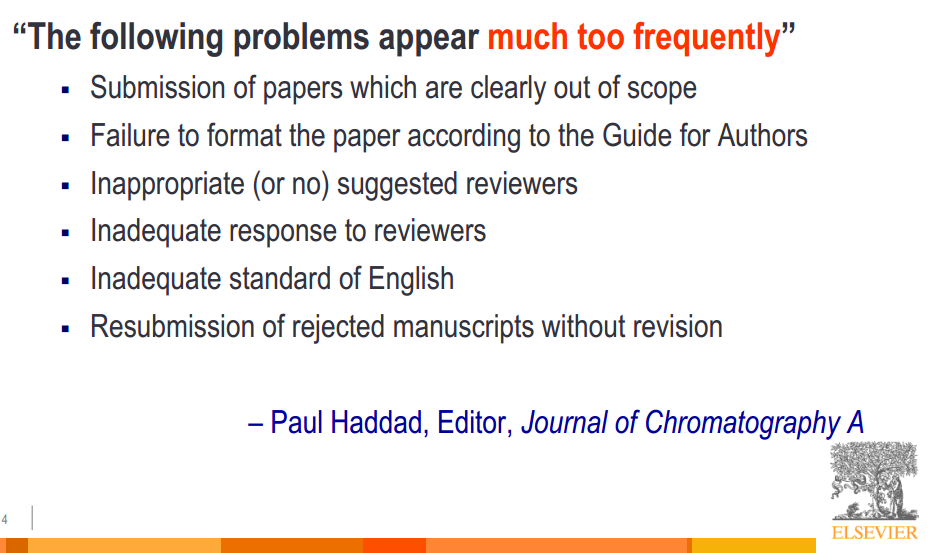 “The following problems appear much too frequently”
▪ Submission of papers which are clearly out of scope
▪ Failure to format the paper according to the Guide for Authors
▪ Inappropriate (or no) suggested reviewers
▪ Inadequate response to reviewers
▪ Inadequate standard of English
▪ Resubmission of rejected manuscripts without revision
– Paul Haddad, Editor, Journal of Chromatography A
4
ELSEVIER